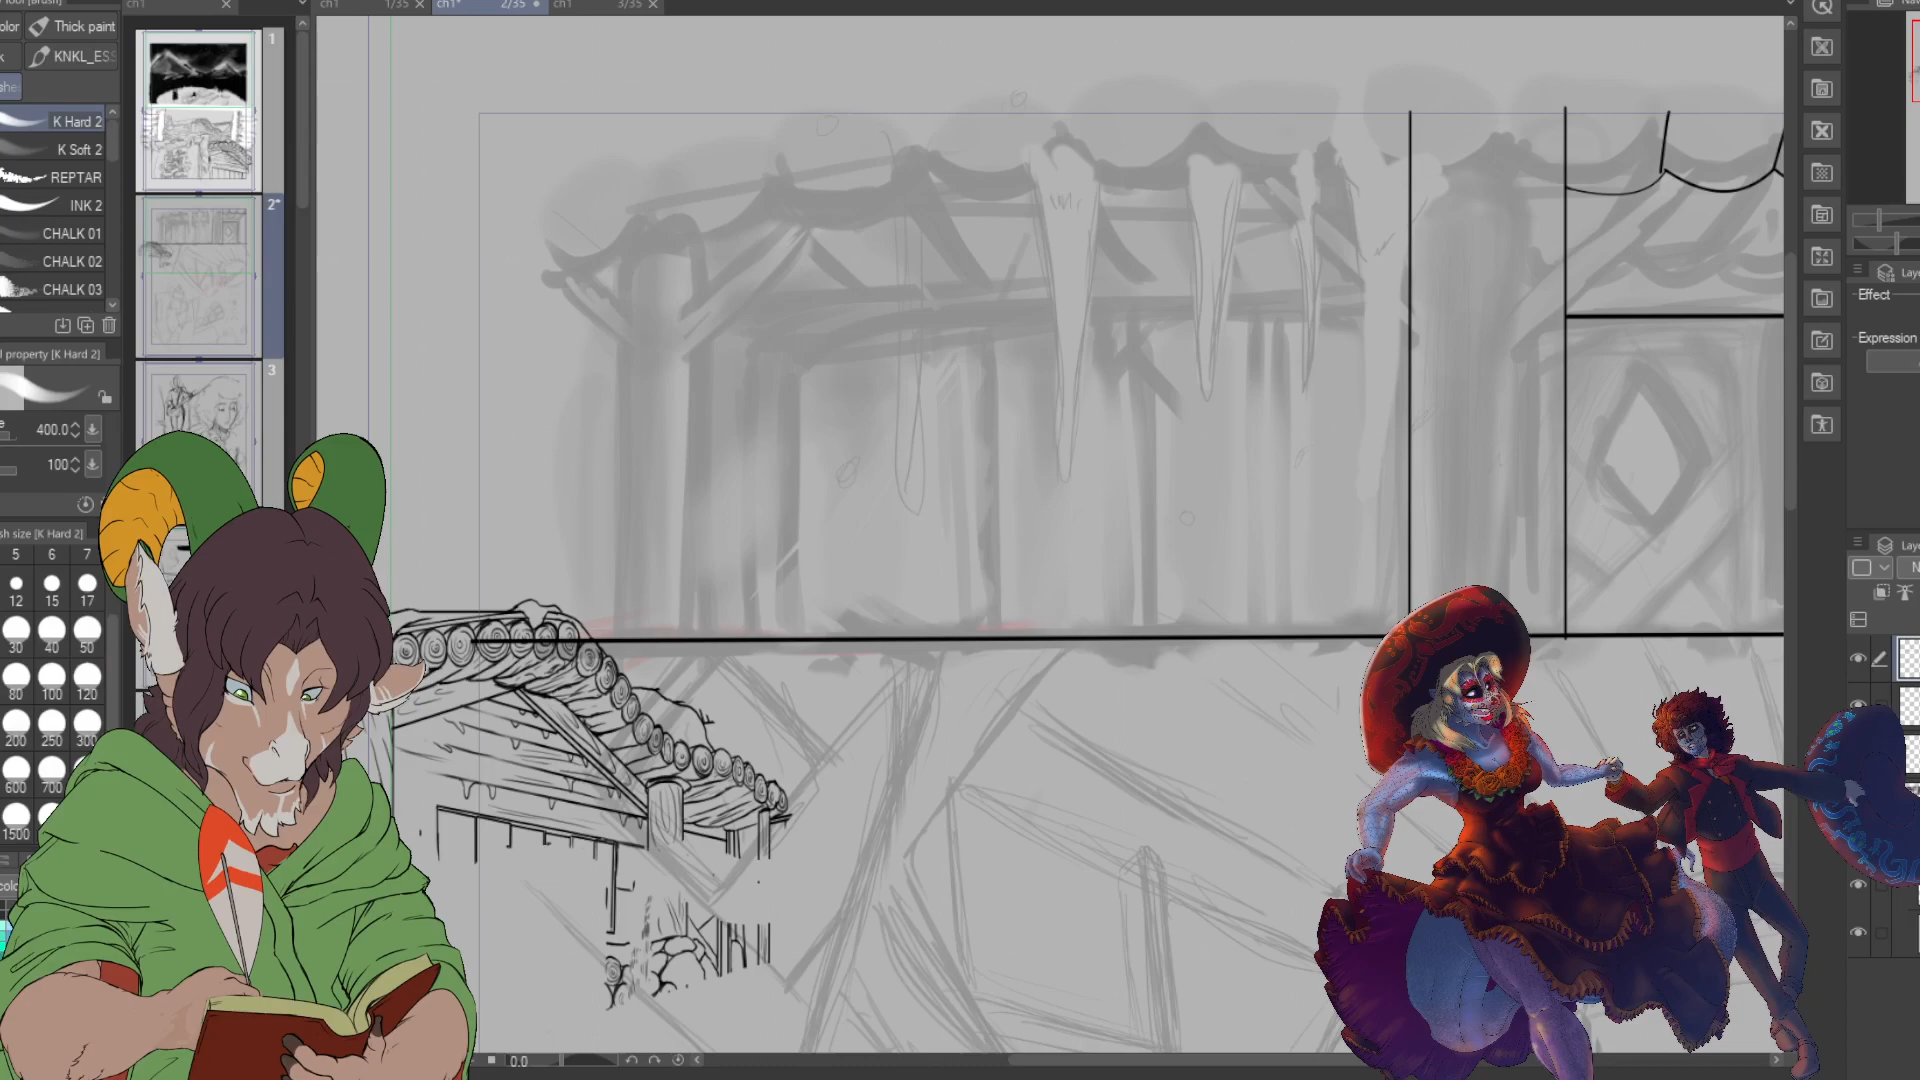 ch1
ch1 1/35
ch1* 2/35
ch1 3/35
Thick paint
KNKL_ESS
K Hard 2
K Soft 2
REPTAR
INK 2
CHALK 01
CHALK 02
CHALK 03
property [K Hard 2]
400.0
100
[K Hard 2]
5 6 7
12 15 17
30 40 50
80 100 120
200 250 300
600 700
1500
1
2*
3
0.0
Effect
Expression